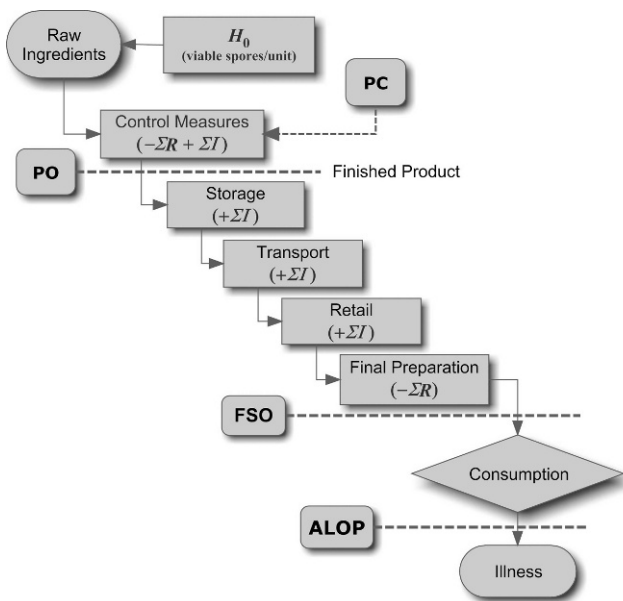 Raw
Ingredients
H₀
(viable spores/unit)
PC
Control Measures
(−ΣR + ΣI)
PO
Finished Product
Storage
(+ΣI)
Transport
(+ΣI)
Retail
(+ΣI)
Final Preparation
(−ΣR)
FSO
Consumption
ALOP
Illness